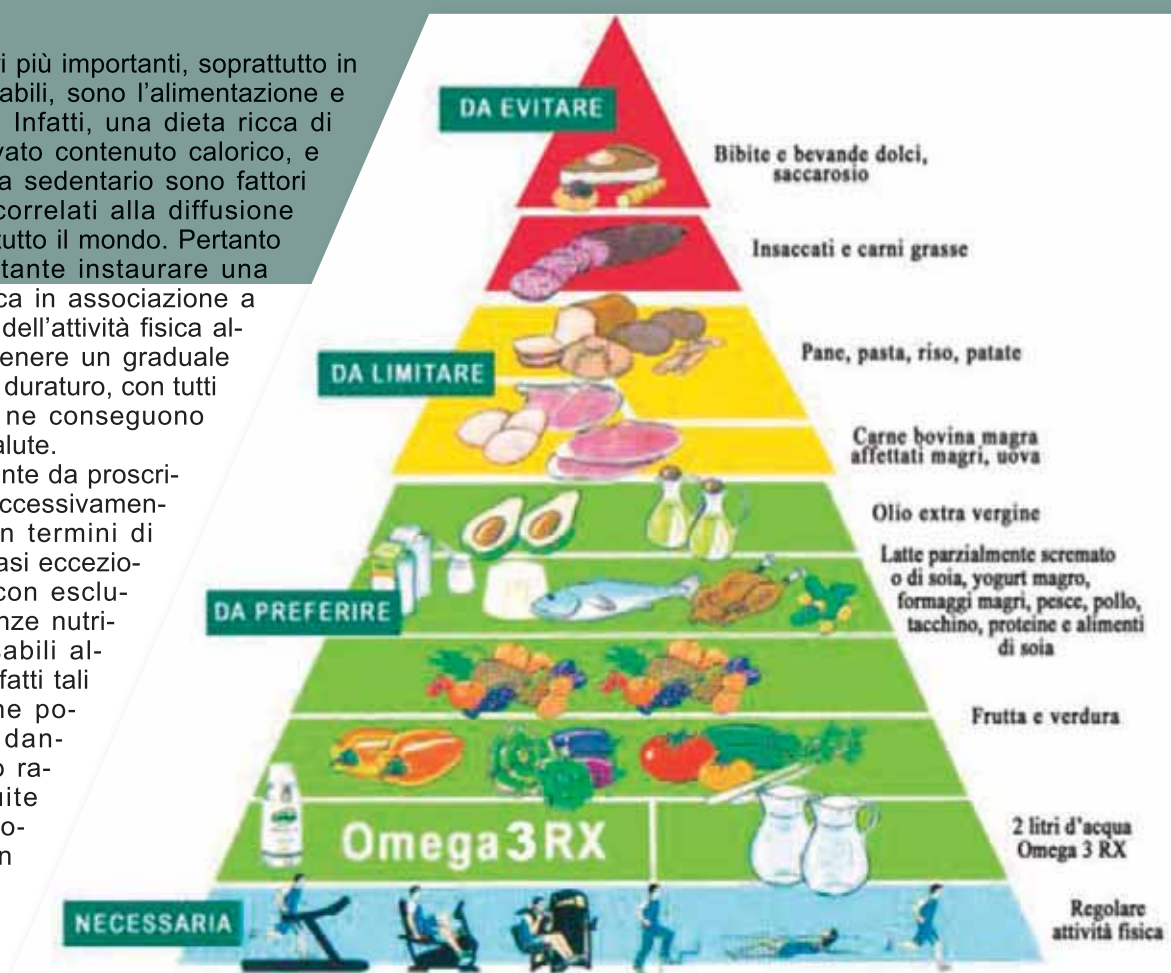 ri più importanti, soprattutto in
abili, sono l'alimentazione e
Infatti, una dieta ricca di
vato contenuto calorico, e
a sedentario sono fattori
correlati alla diffusione
tutto il mondo. Pertanto
tante instaurare una
ca in associazione a
dell'attività fisica al-
enere un graduale
duraturo, con tutti
ne conseguono
alute.
nte da proscri-
uccessivamen-
n termini di
asi eccezio-
con esclu-
nze nutri-
sabili al-
fatti tali
ne po-
dan-
o ra-
uite
o-
n
DA EVITARE
Bibite e bevande dolci,
saccarosio
Insaccati e carni grasse
DA LIMITARE
Pane, pasta, riso, patate
Carne bovina magra
affettati magri, uova
Olio extra vergine
DA PREFERIRE
Latte parzialmente scremato
o di soia, yogurt magro,
formaggi magri, pesce, pollo,
tacchino, proteine e alimenti
di soia
Frutta e verdura
Omega 3 RX
2 litri d'acqua
Omega 3 RX
NECESSARIA
Regolare
attività fisica